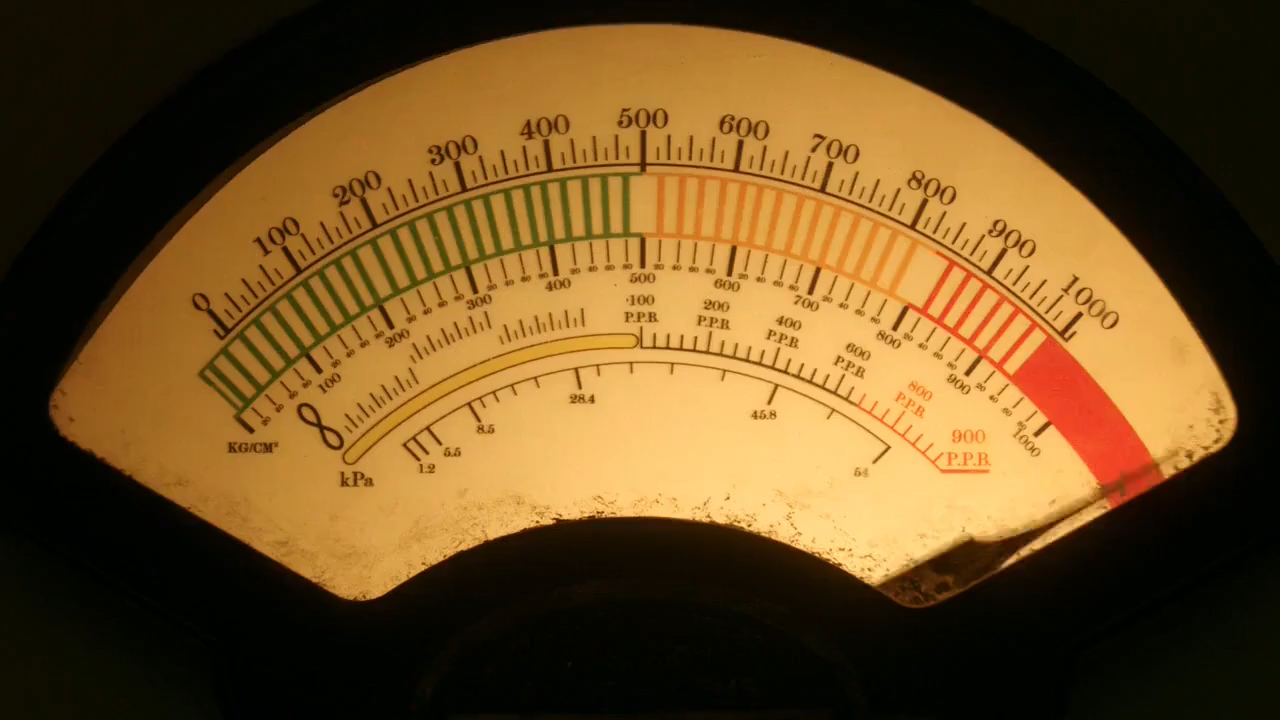 0 100 200 300 400 500 600 700 800 900 1000
100 200 300 400 500 600 700 800 900 1000
KG/CM²
∞ ·100 P.P.B. 200 P.P.B. 400 P.P.B. 600 P.P.B. 800 P.P.B. 900 P.P.B.
kPa
1.2 5.5 8.5 28.4 45.8 54